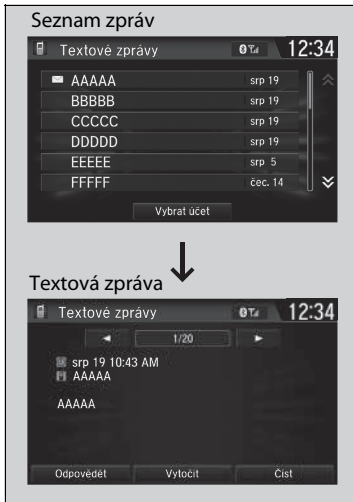 Seznam zpráv
Textové zprávy 12:34
AAAAA srp 19
BBBBB srp 19
CCCCC srp 19
DDDDD srp 19
EEEEE srp 5
FFFFF čec. 14
Vybrat účet
Textová zpráva
Textové zprávy 12:34
1/20
srp 19 10:43 AM
AAAAA
AAAAA
Odpovědět Vytočit Číst